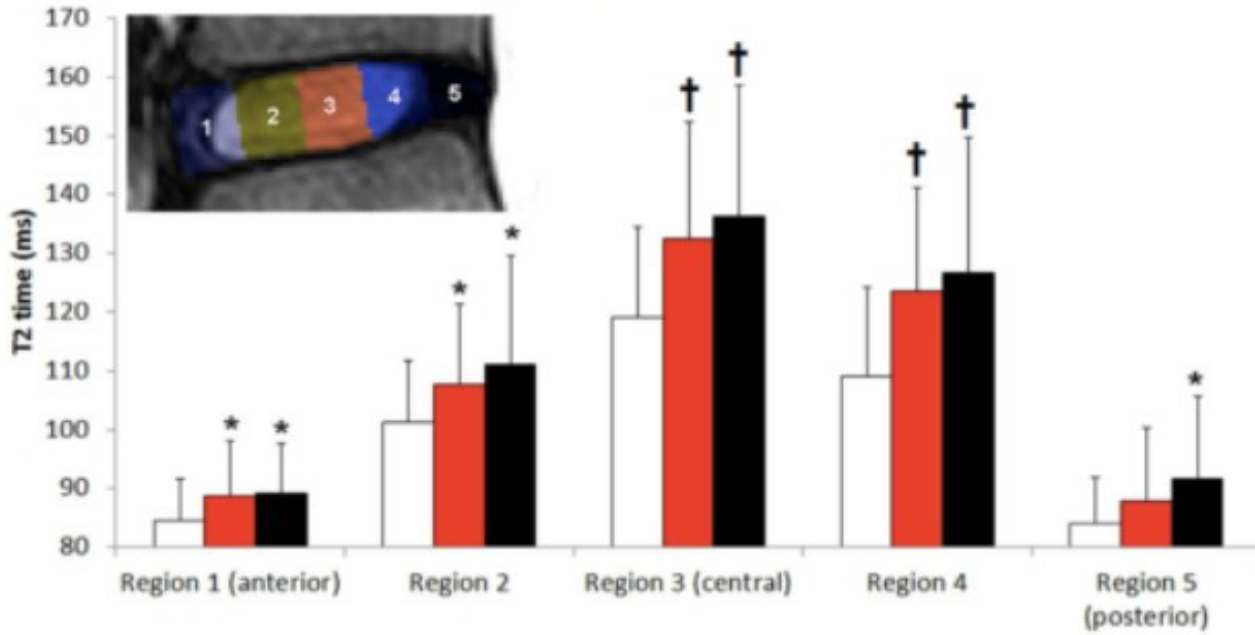 T2 time (ms)
170
160
150
140
130
120
110
100
90
80
1
2
3
4
5
* *
* *
† †
† †
*
Region 1 (anterior)
Region 2
Region 3 (central)
Region 4
Region 5
(posterior)